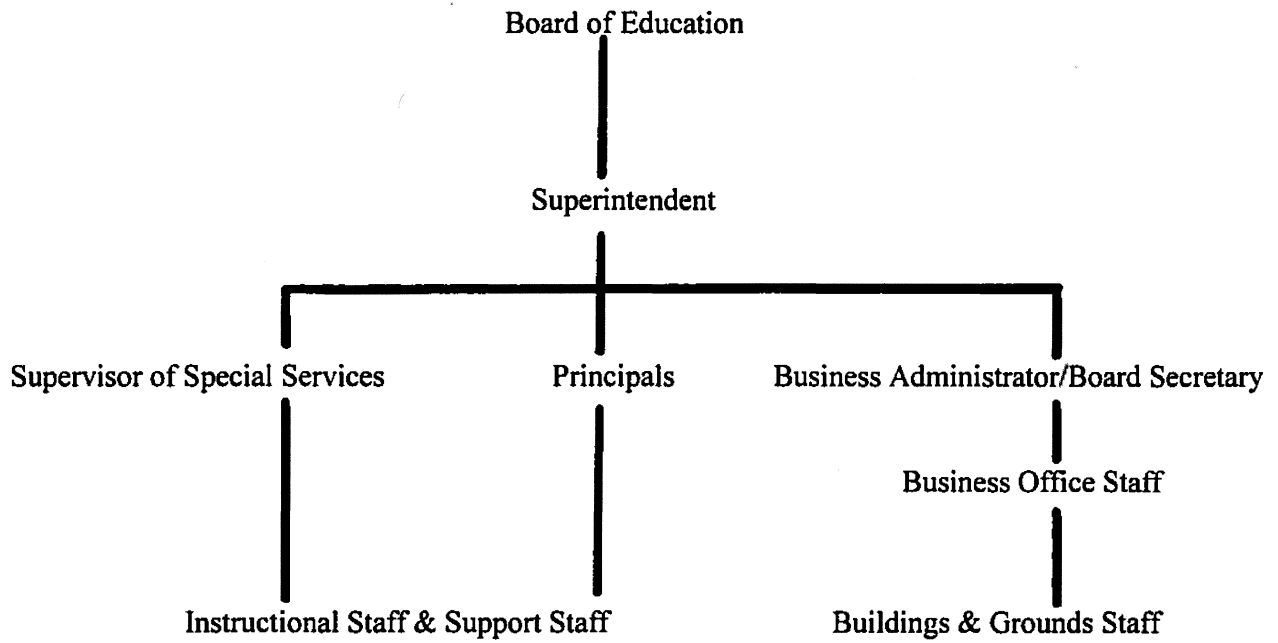 Board of Education
Superintendent
Supervisor of Special Services
Principals
Business Administrator/Board Secretary
Business Office Staff
Instructional Staff & Support Staff
Buildings & Grounds Staff